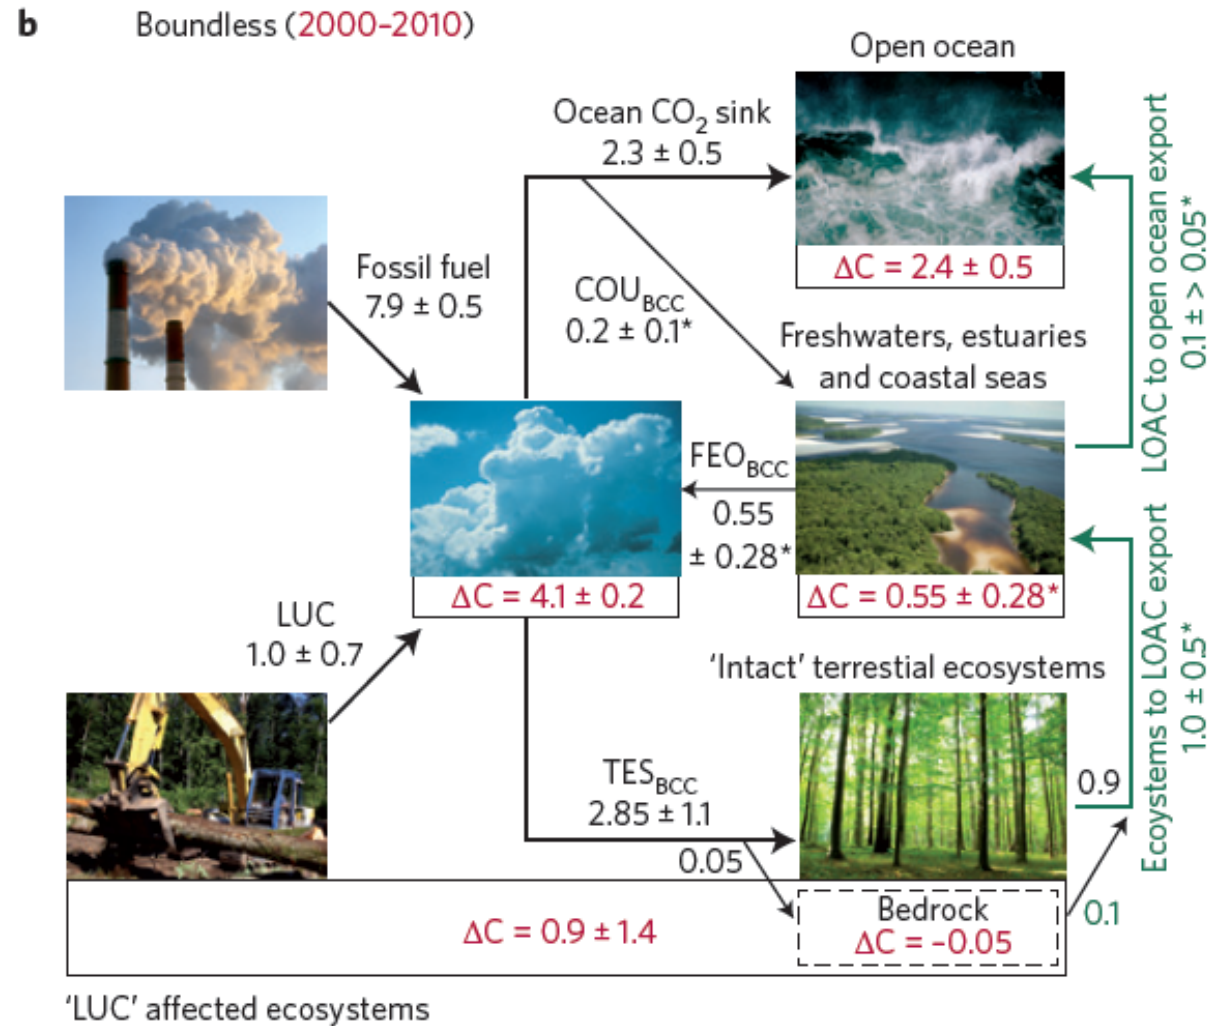 b Boundless (2000–2010)
Open ocean
Ocean CO2 sink
2.3 ± 0.5
ΔC = 2.4 ± 0.5
Fossil fuel
7.9 ± 0.5
COUBCC
0.2 ± 0.1*
Freshwaters, estuaries
and coastal seas
LOAC to open ocean export
0.1 ± > 0.05*
FEOBCC
0.55
± 0.28*
ΔC = 4.1 ± 0.2
ΔC = 0.55 ± 0.28*
LUC
1.0 ± 0.7
'Intact' terrestial ecosystems
Ecoystems to LOAC export
1.0 ± 0.5*
TESBCC
2.85 ± 1.1
0.05
0.9
0.1
Bedrock
ΔC = –0.05
ΔC = 0.9 ± 1.4
'LUC' affected ecosystems